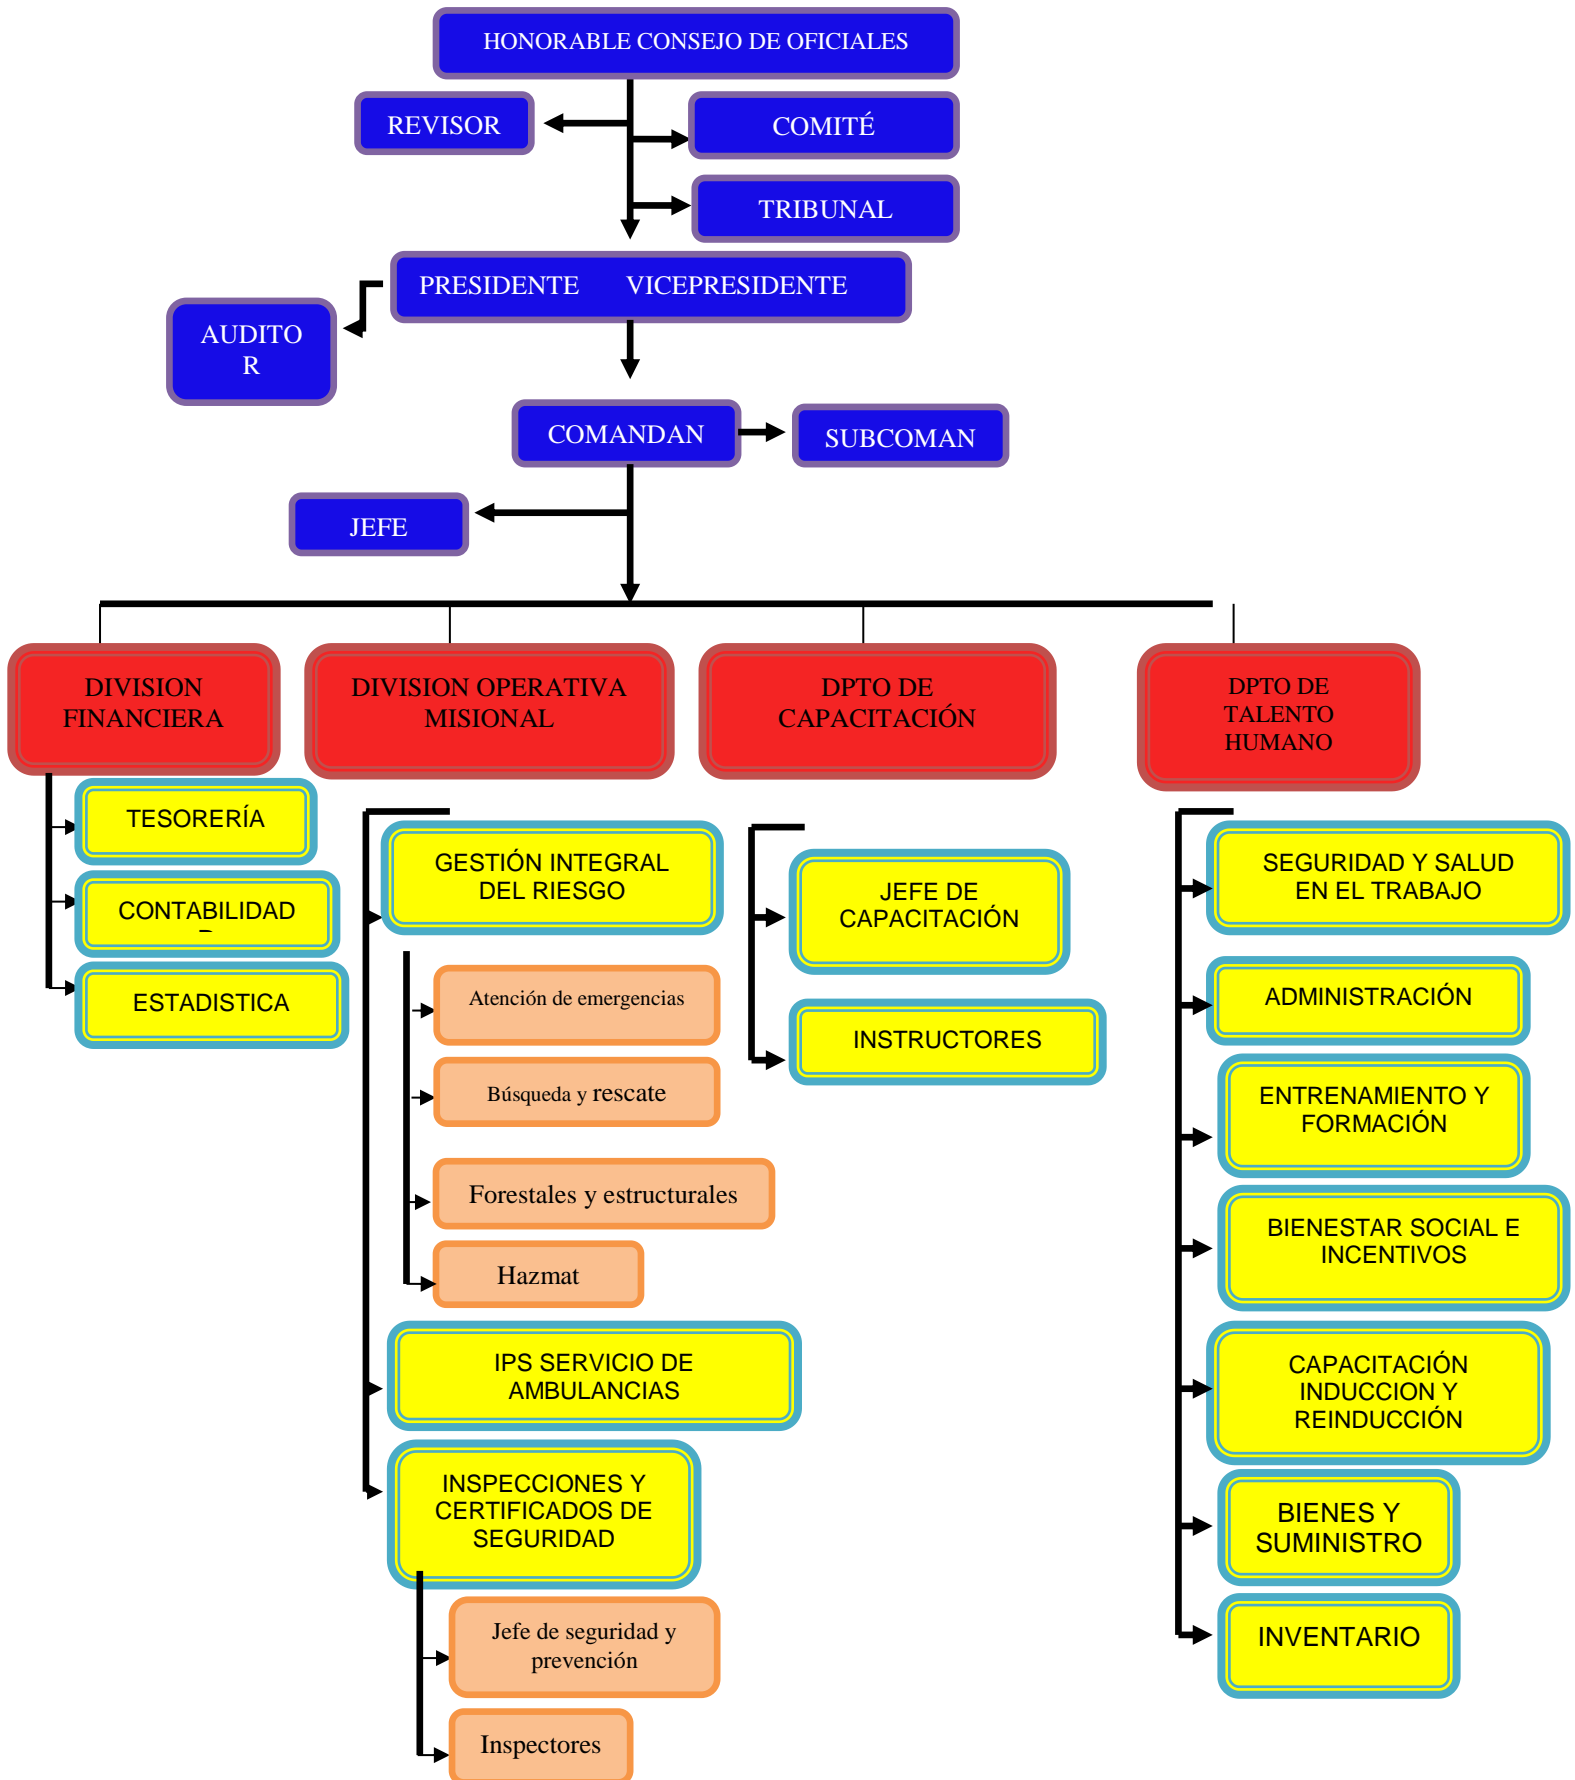 HONORABLE CONSEJO DE OFICIALES
REVISOR
COMITÉ
TRIBUNAL
PRESIDENTE VICEPRESIDENTE
AUDITO
R
COMANDAN
SUBCOMAN
JEFE
DIVISION
FINANCIERA
DIVISION OPERATIVA
MISIONAL
DPTO DE
CAPACITACIÓN
DPTO DE
TALENTO
HUMANO
TESORERÍA
CONTABILIDAD
ESTADISTICA
GESTIÓN INTEGRAL
DEL RIESGO
Atención de emergencias
Búsqueda y rescate
Forestales y estructurales
Hazmat
IPS SERVICIO DE
AMBULANCIAS
INSPECCIONES Y
CERTIFICADOS DE
SEGURIDAD
Jefe de seguridad y
prevención
Inspectores
JEFE DE
CAPACITACIÓN
INSTRUCTORES
SEGURIDAD Y SALUD
EN EL TRABAJO
ADMINISTRACIÓN
ENTRENAMIENTO Y
FORMACIÓN
BIENESTAR SOCIAL E
INCENTIVOS
CAPACITACIÓN
INDUCCION Y
REINDUCCIÓN
BIENES Y
SUMINISTRO
INVENTARIO